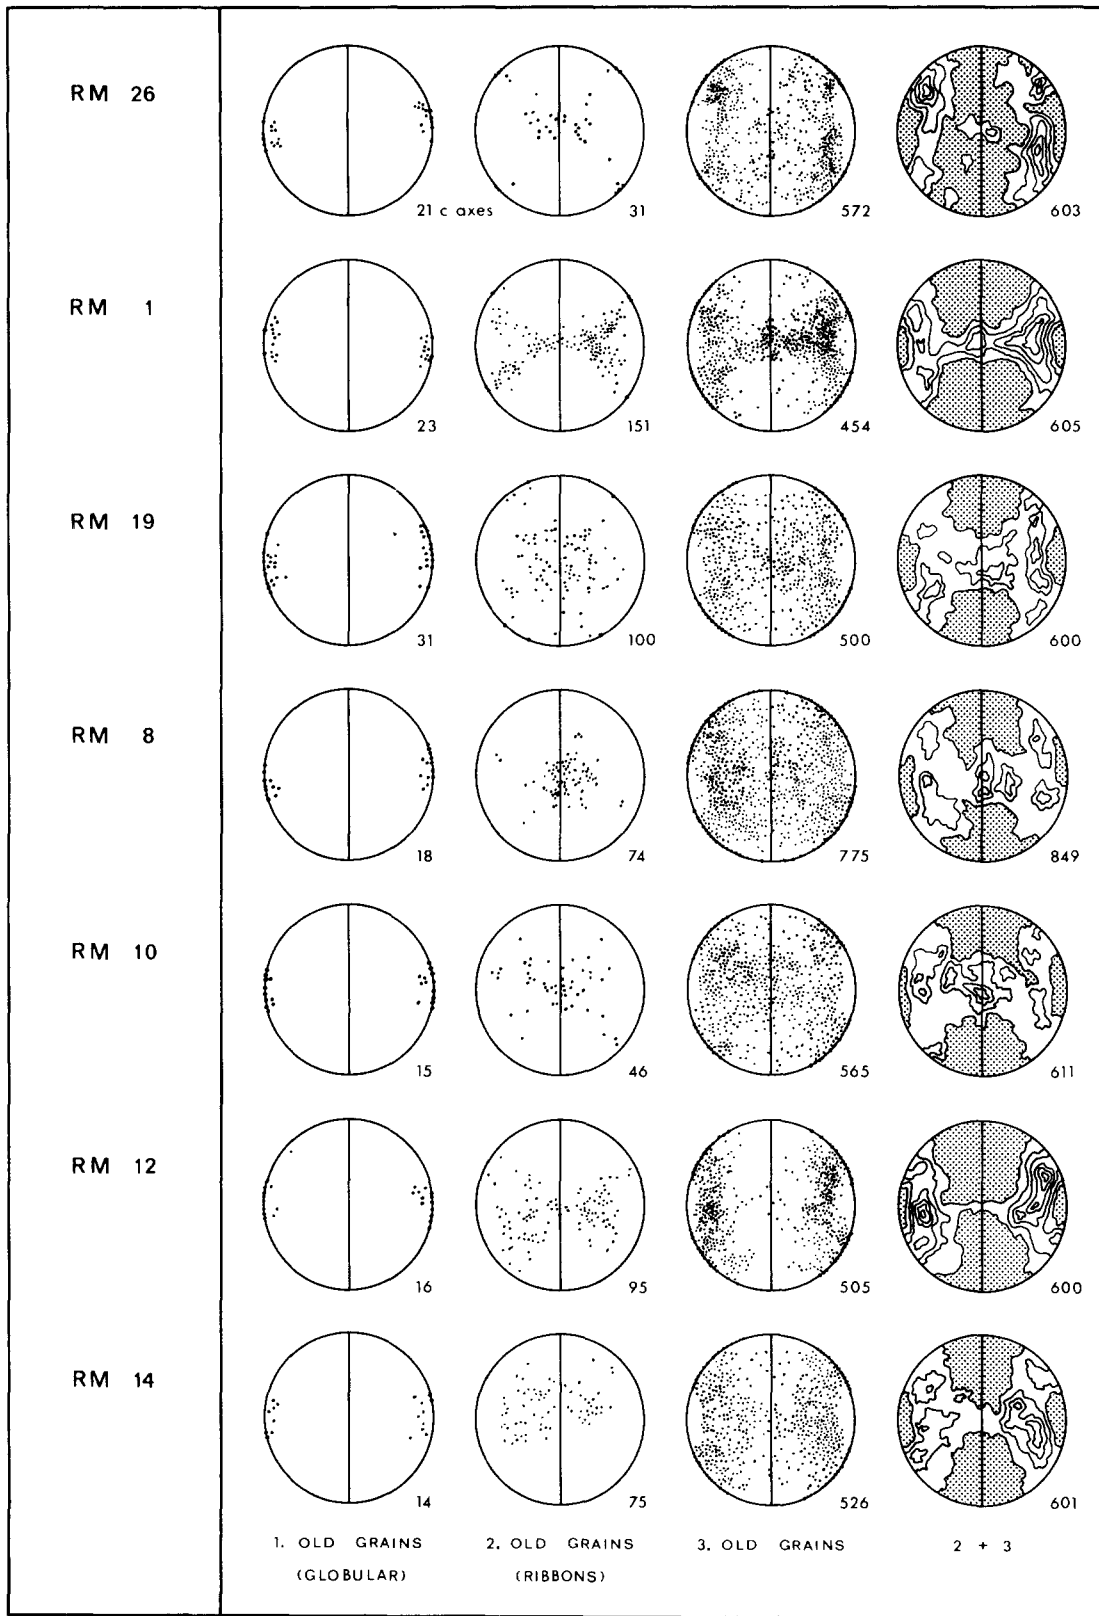 RM 26
21 c axes 31 572 603
RM 1
23 151 454 605
RM 19
31 100 500 600
RM 8
18 74 775 849
RM 10
15 46 565 611
RM 12
16 95 505 600
RM 14
14 75 526 601
1. OLD GRAINS 2. OLD GRAINS 3. OLD GRAINS 2 + 3
(GLOBULAR) (RIBBONS)